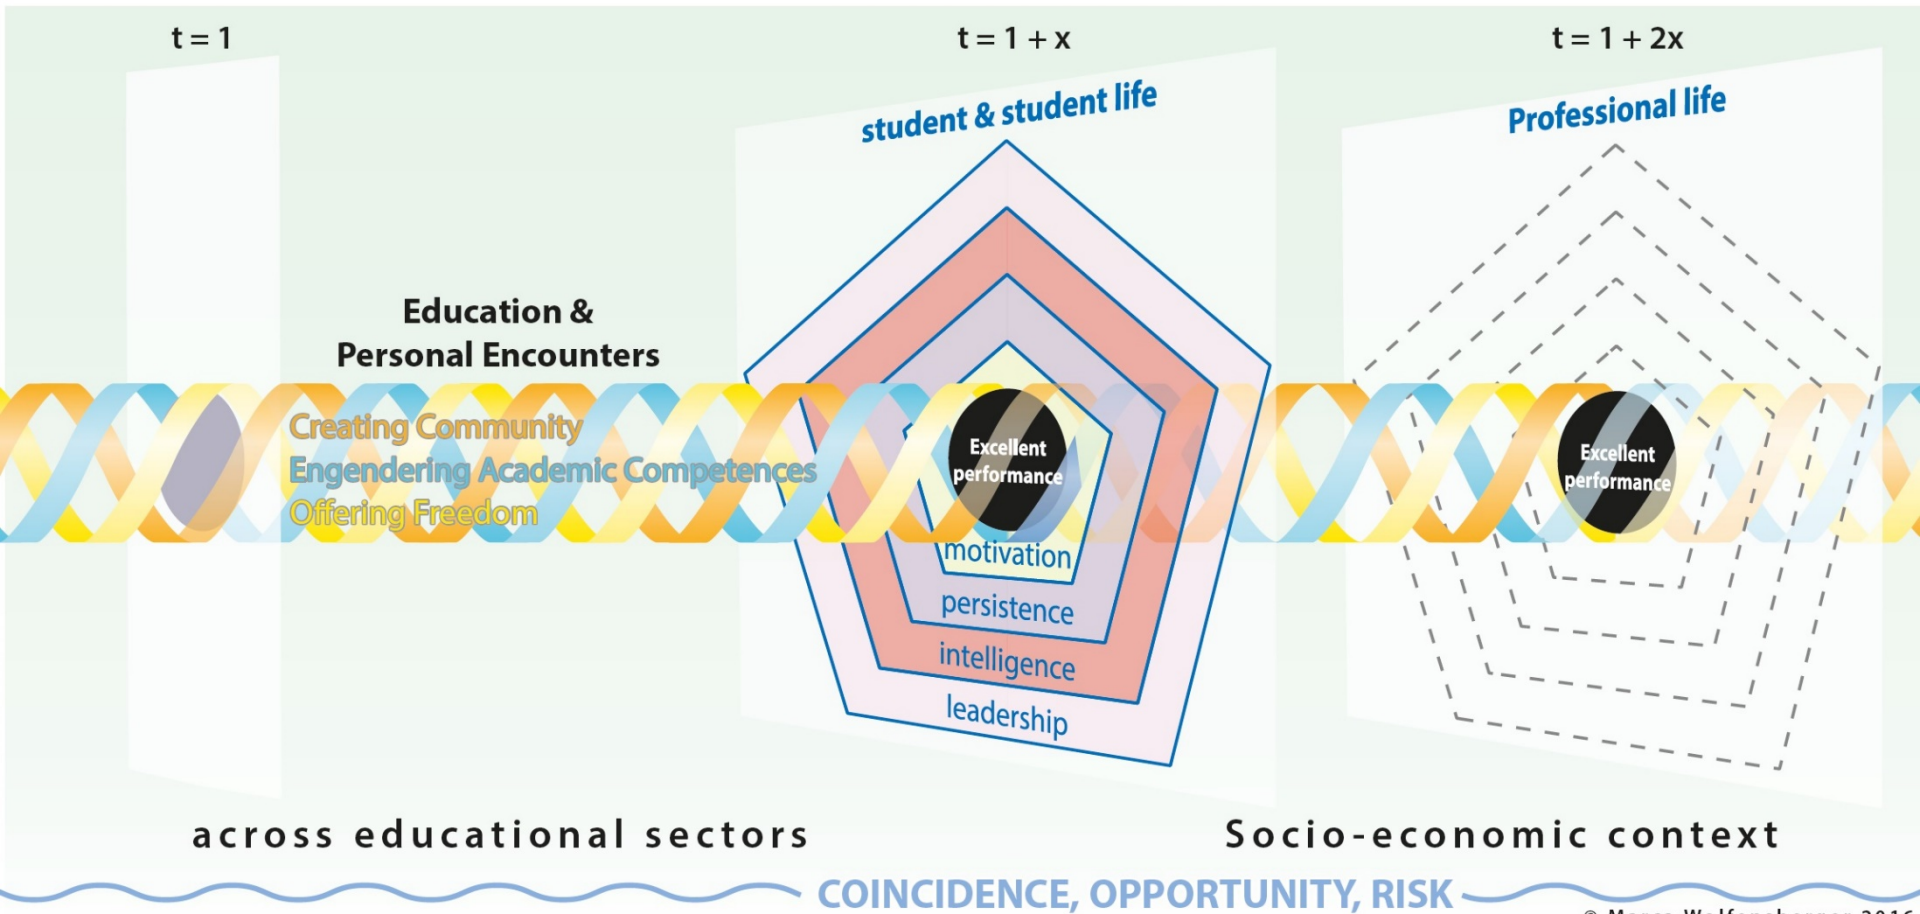 t = 1
t = 1 + x
t = 1 + 2x
student & student life
Professional life
Education &
Personal Encounters
Creating Community
Engendering Academic Competences
Offering Freedom
Excellent
performance
Excellent
performance
motivation
persistence
intelligence
leadership
across educational sectors
Socio-economic context
COINCIDENCE, OPPORTUNITY, RISK